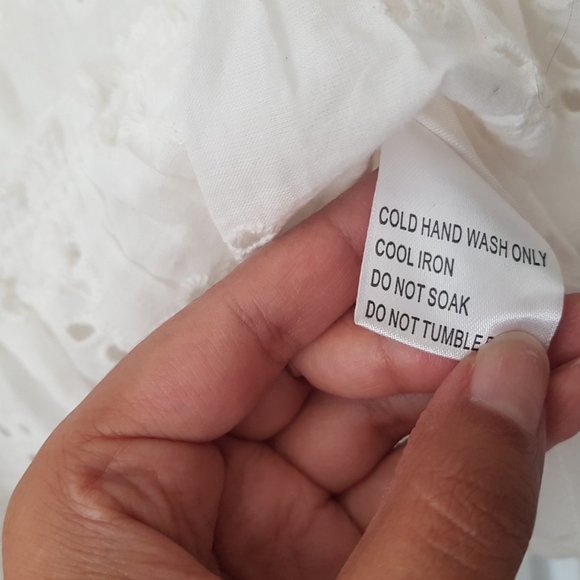 COLD HAND WASH ONLY
COOL IRON
DO NOT SOAK
DO NOT TUMBLE